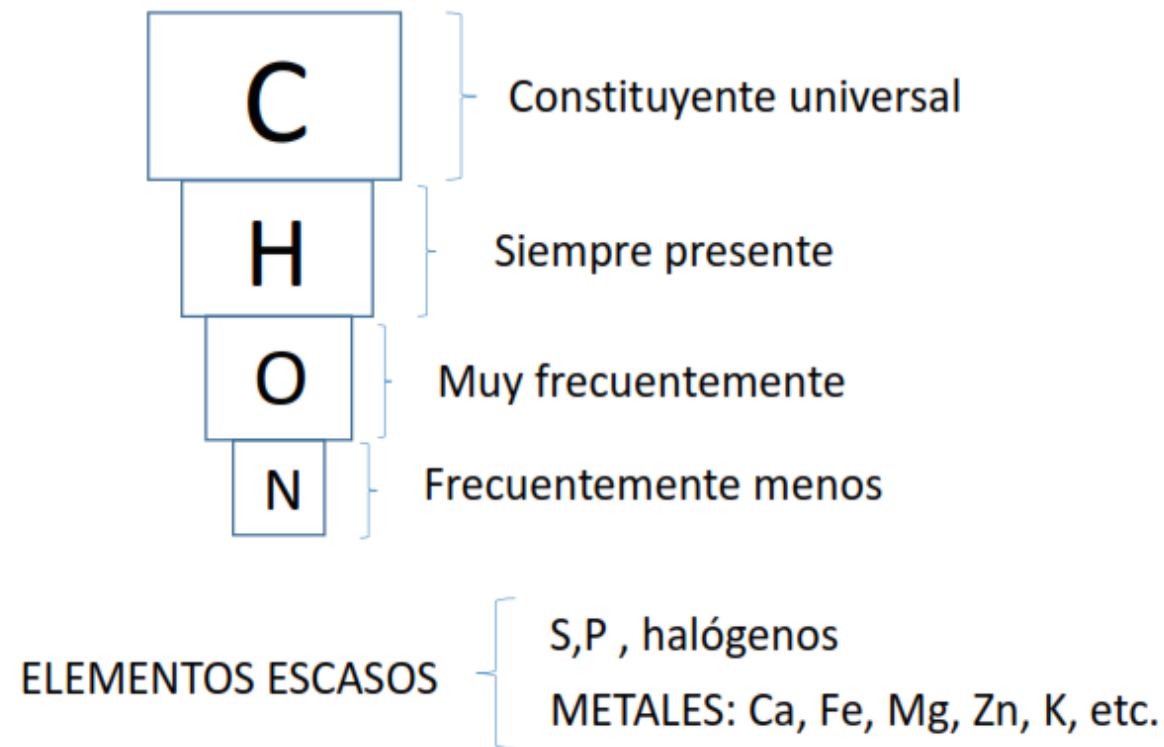 C
Constituyente universal
H
Siempre presente
O
Muy frecuentemente
N
Frecuentemente menos
ELEMENTOS ESCASOS
S,P , halógenos
METALES: Ca, Fe, Mg, Zn, K, etc.